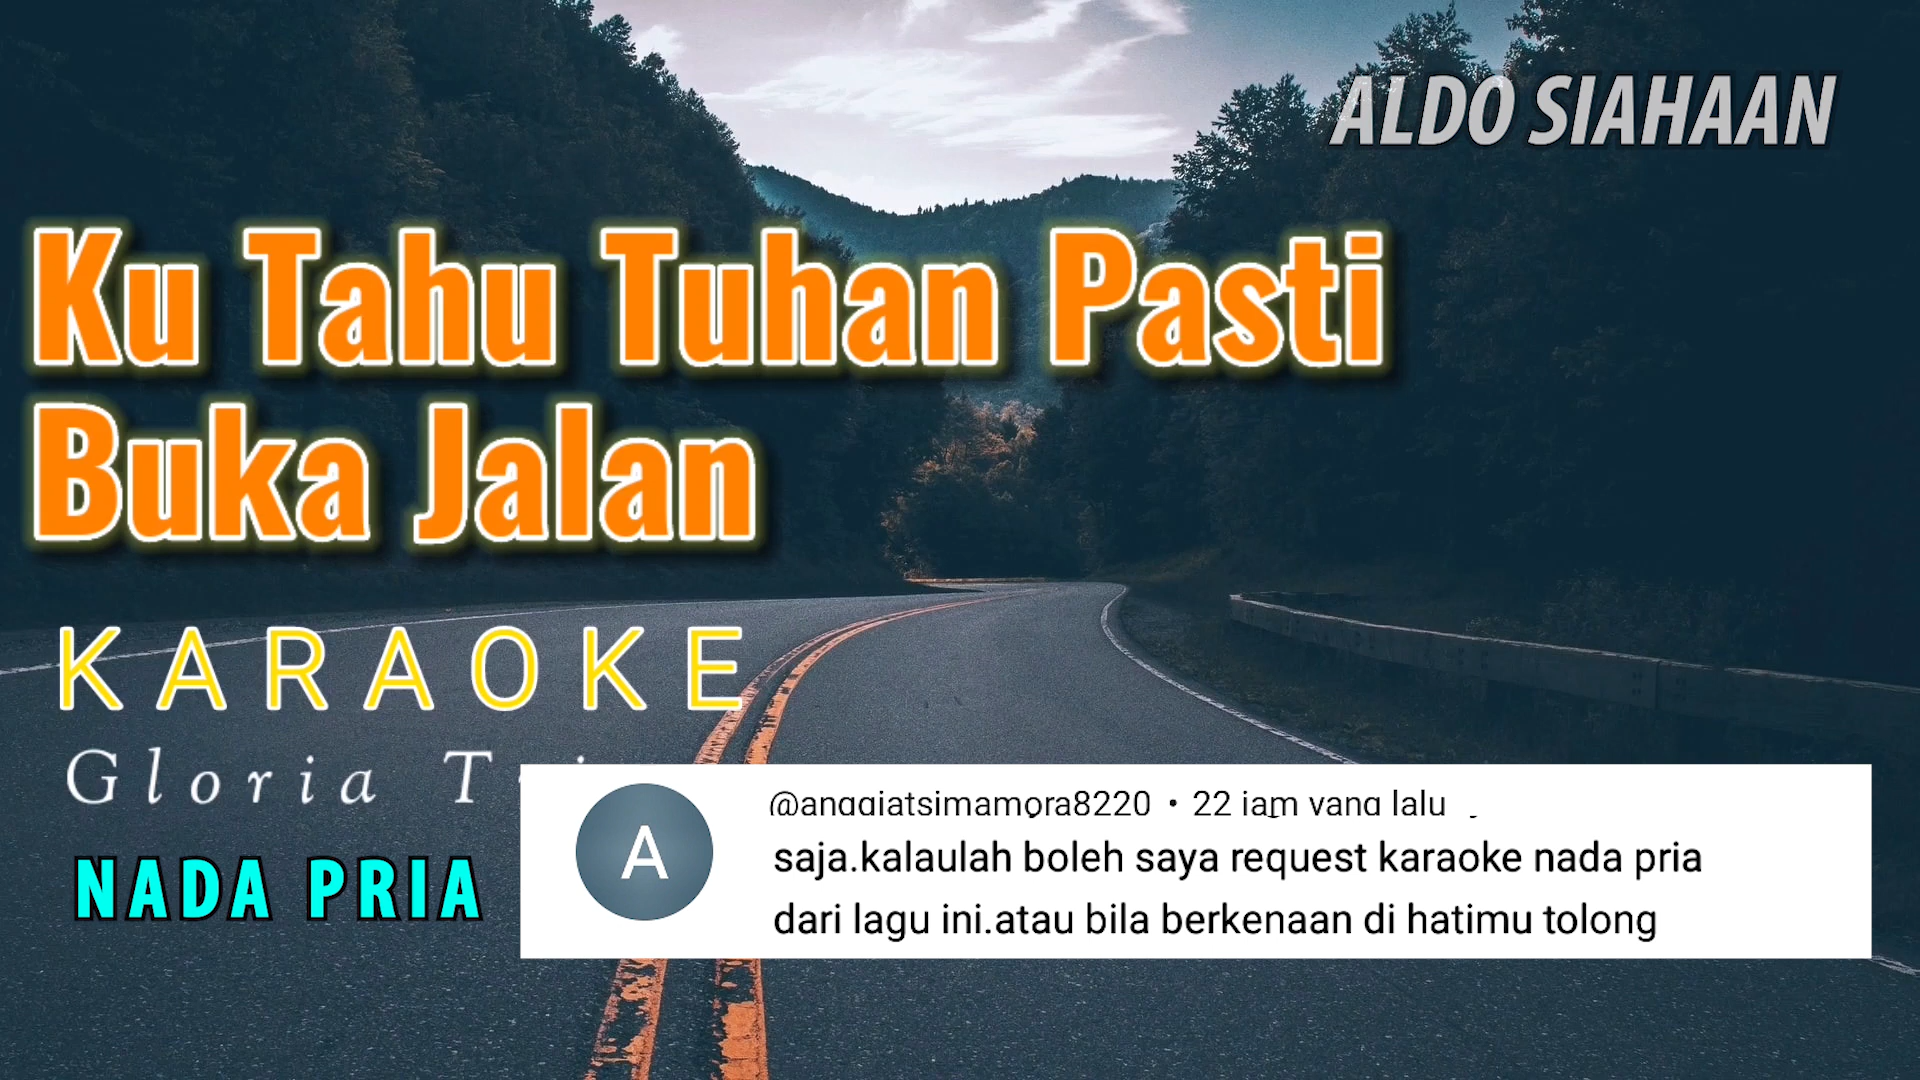 ALDO SIAHAAN
Ku Tahu Tuhan Pasti
Buka Jalan
KARAOKE
Gloria
NADA PRIA
A
@anggiatsimamora8220 • 22 jam yang lalu
saja.kalaulah boleh saya request karaoke nada pria
dari lagu ini.atau bila berkenaan di hatimu tolong